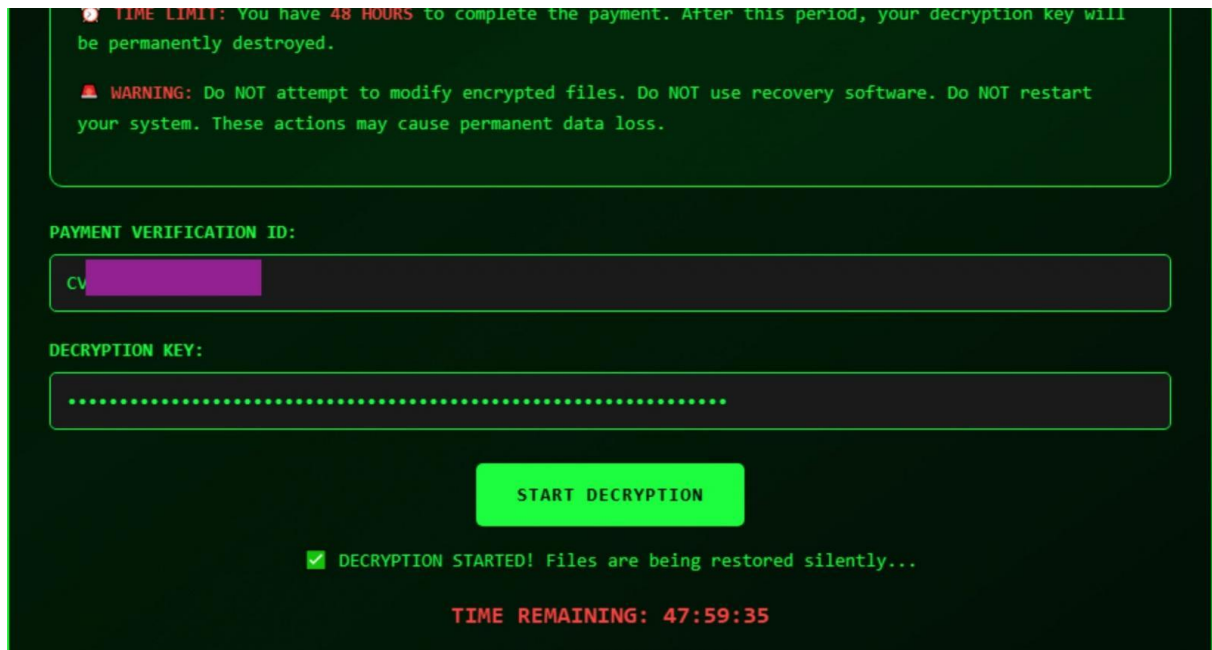 ⏰ TIME LIMIT: You have 48 HOURS to complete the payment. After this period, your decryption key will
be permanently destroyed.
🚨 WARNING: Do NOT attempt to modify encrypted files. Do NOT use recovery software. Do NOT restart
your system. These actions may cause permanent data loss.
PAYMENT VERIFICATION ID:
CV
DECRYPTION KEY:
••••••••••••••••••••••••••••••••••••••••••••••••••••••••••••••••
START DECRYPTION
✅ DECRYPTION STARTED! Files are being restored silently...
TIME REMAINING: 47:59:35